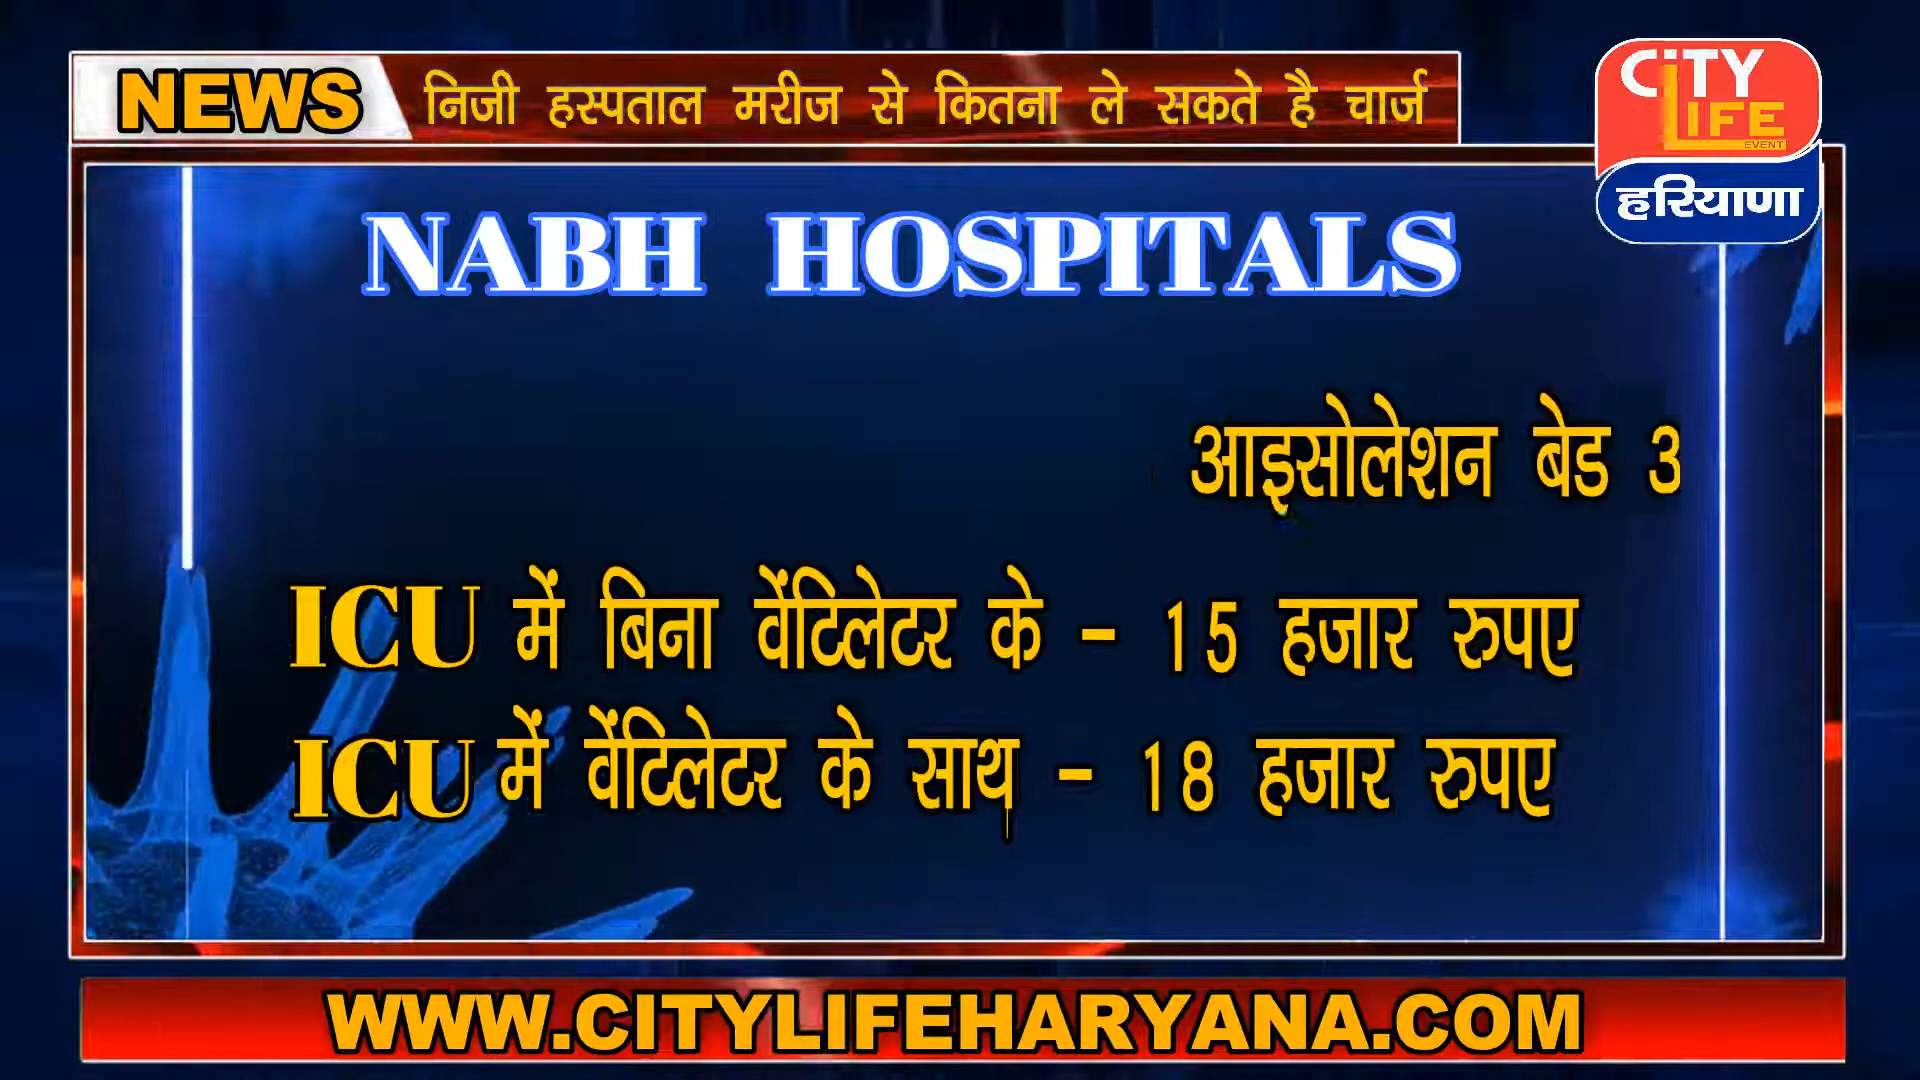 NEWS निजी हस्पताल मरीज से कितना ले सकते है चार्ज
CiTY
LIFE
EVENT
हरियाणा
NABH HOSPITALS
आइसोलेशन बेड
ICU में बिना वेंटिलेटर के - 15 हजार रुपए
ICU में वेंटिलेटर के साथ - 18 हजार रुपए
WWW.CITYLIFEHARYANA.COM